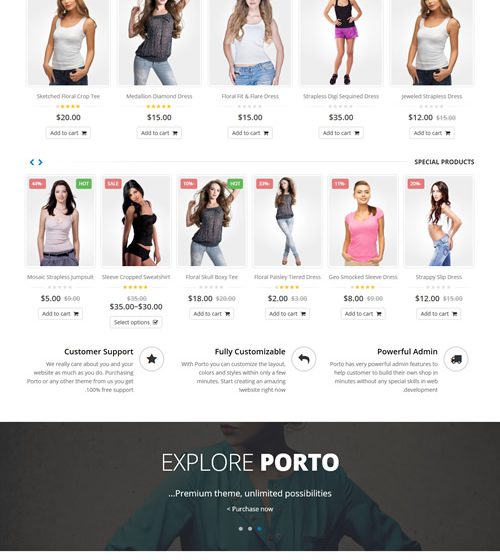 Sketched Floral Crop Tee
Medallion Diamond Dress
Floral Fit & Flare Dress
Strapless Digi Sequined Dress
Jeweled Strapless Dress
$20.00
$15.00
$15.00
$35.00
$12.00 $15.00
Add to cart
Add to cart
Add to cart
Add to cart
Add to cart
SPECIAL PRODUCTS
44%-
HOT
SALE
10%-
HOT
33%-
11%-
20%-
Mosaic Strapless Jumpsuit
Sleeve Cropped Sweatshirt
Floral Skull Boxy Tee
Floral Paisley Tiered Dress
Geo Smocked Sleeve Dress
Strappy Slip Dress
$5.00 $9.00
$35.00
$35.00–$30.00
$18.00 $20.00
$2.00 $3.00
$8.00 $9.00
$12.00 $15.00
Add to cart
Select options
Add to cart
Add to cart
Add to cart
Add to cart
Customer Support
We really care about you and your
website as much as you do. Purchasing
Porto or any other theme from us you get
.100% free support
Fully Customizable
With Porto you can customize the layout,
colors and styles within only a few
minutes. Start creating an amazing
!website right now
Powerful Admin
Porto has very powerful admin features to
help customer to build their own shop in
minutes without any special skills in web
.development
EXPLORE PORTO
...Premium theme, unlimited possibilities
< Purchase now